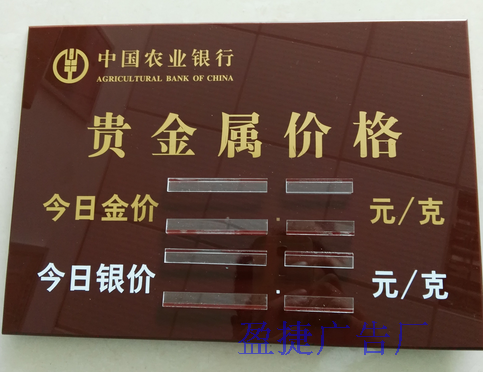 中国农业银行
AGRICULTURAL BANK OF CHINA
贵金属价格
今日金价 . 元/克
今日银价 . 元/克
盈捷广告厂